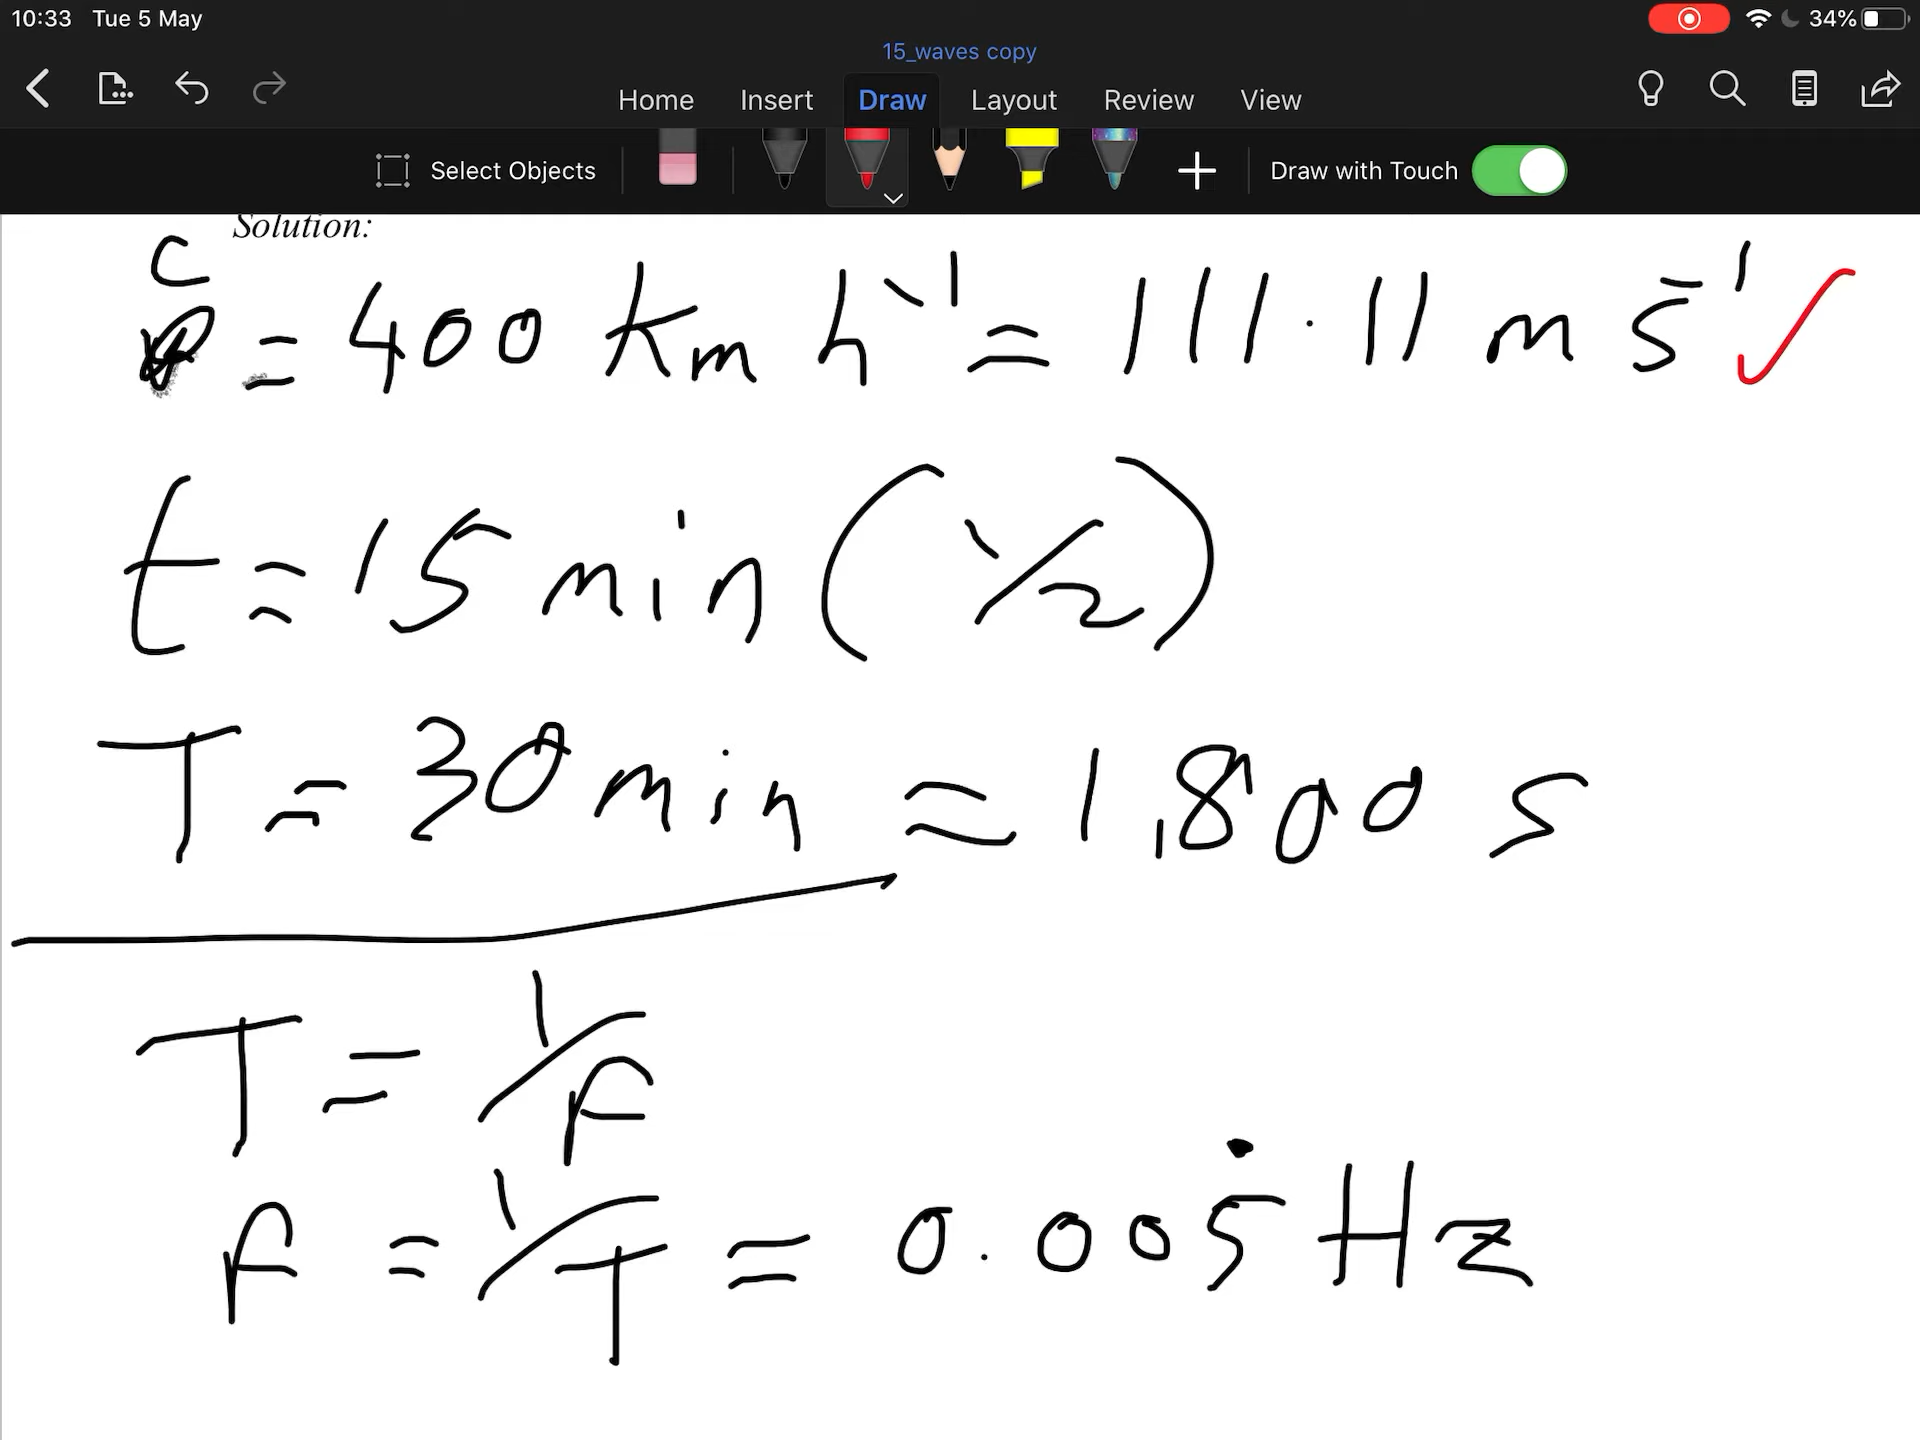 10:33 Tue 5 May 34%
15_waves copy
Home Insert Draw Layout Review View
Select Objects Draw with Touch
Solution:
c
= 400 km h⁻¹ = 111.11 m s⁻¹ ✓
t = 15 min (1/2)
T = 30 min = 1,800 s
T = 1/f
f = 1/T = 0.005̇ Hz